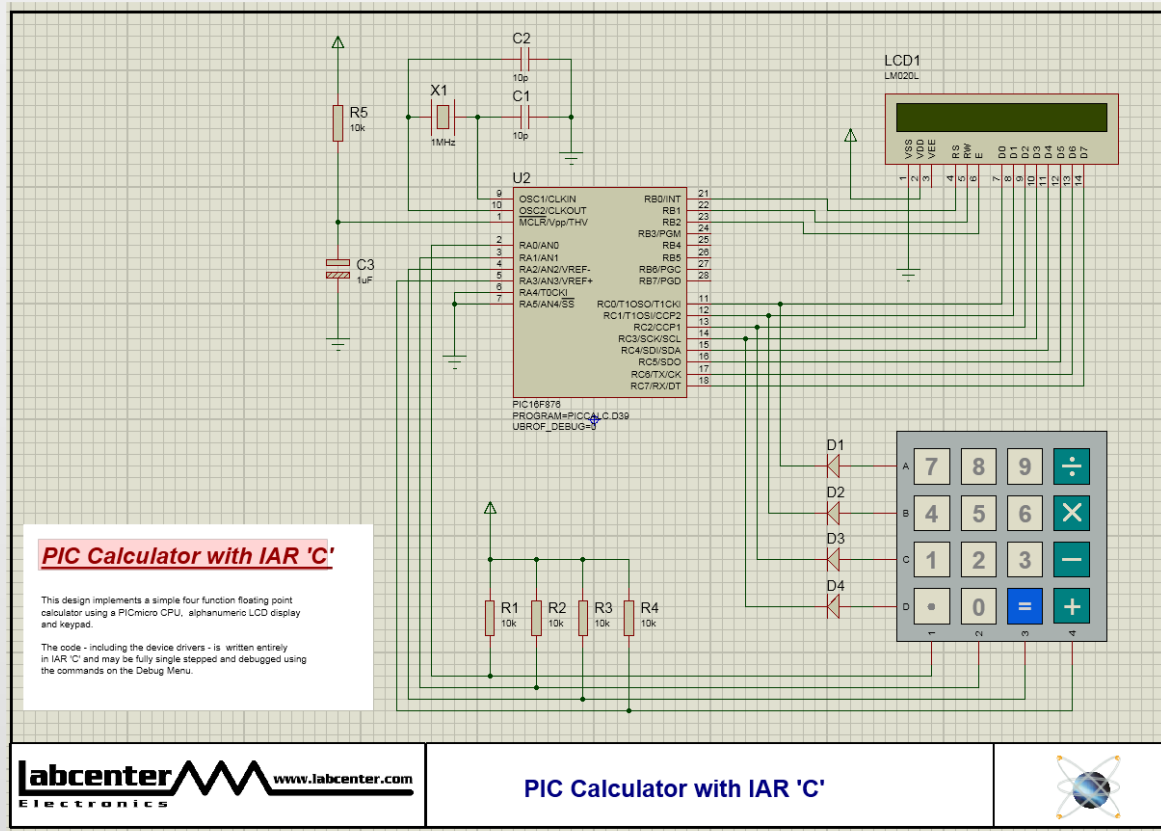 C2
10p
C1
10p
X1
1MHz
R5
10k
C3
1uF
LCD1
LM020L
VSS
VDD
VEE
RS
RW
E
D0
D1
D2
D3
D4
D5
D6
D7
1
2
3
4
5
6
7
8
9
10
11
12
13
14
U2
9 OSC1/CLKIN
10 OSC2/CLKOUT
1 MCLR/Vpp/THV
2 RA0/AN0
3 RA1/AN1
4 RA2/AN2/VREF-
5 RA3/AN3/VREF+
6 RA4/T0CKI
7 RA5/AN4/SS
RB0/INT 21
RB1 22
RB2 23
RB3/PGM 24
RB4 25
RB5 26
RB6/PGC 27
RB7/PGD 28
RC0/T1OSO/T1CKI 11
RC1/T1OSI/CCP2 12
RC2/CCP1 13
RC3/SCK/SCL 14
RC4/SDI/SDA 15
RC5/SDO 16
RC6/TX/CK 17
RC7/RX/DT 18
PIC16F876
PROGRAM=PICCALC.D39
UBROF_DEBUG=0
D1
D2
D3
D4
A 7 8 9 ÷
B 4 5 6 ×
C 1 2 3 −
D . 0 = +
1 2 3 4
R1
10k
R2
10k
R3
10k
R4
10k
PIC Calculator with IAR 'C'
This design implements a simple four function floating point
calculator using a PICmicro CPU, alphanumeric LCD display
and keypad.
The code - including the device drivers - is written entirely
in IAR 'C' and may be fully single stepped and debugged using
the commands on the Debug Menu.
labcenter www.labcenter.com
Electronics
PIC Calculator with IAR 'C'